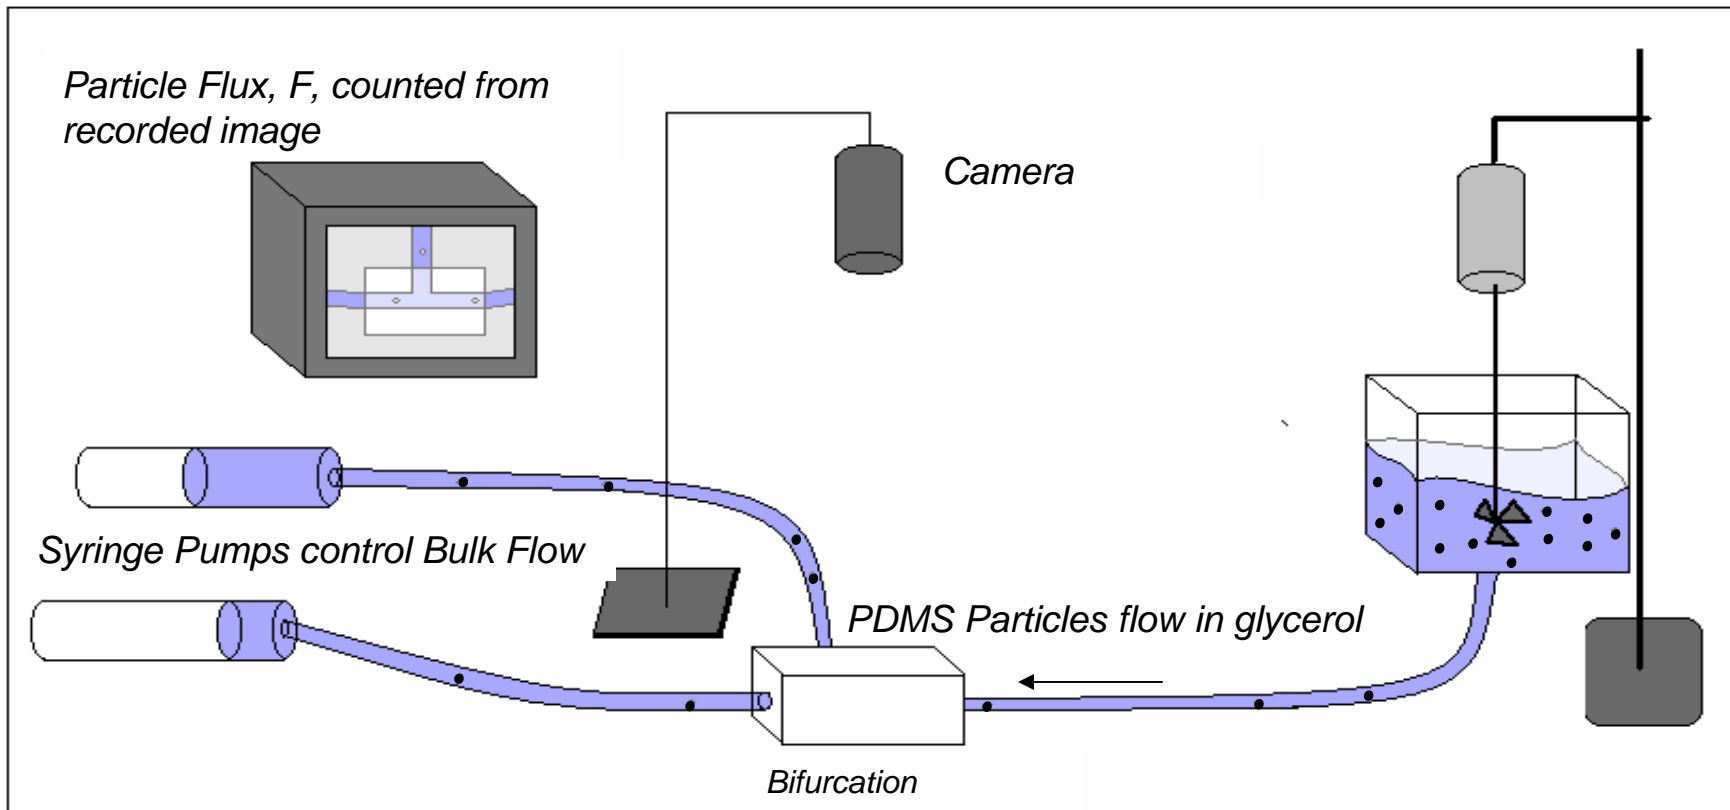 Particle Flux, F, counted from
recorded image
Camera
Syringe Pumps control Bulk Flow
PDMS Particles flow in glycerol
Bifurcation